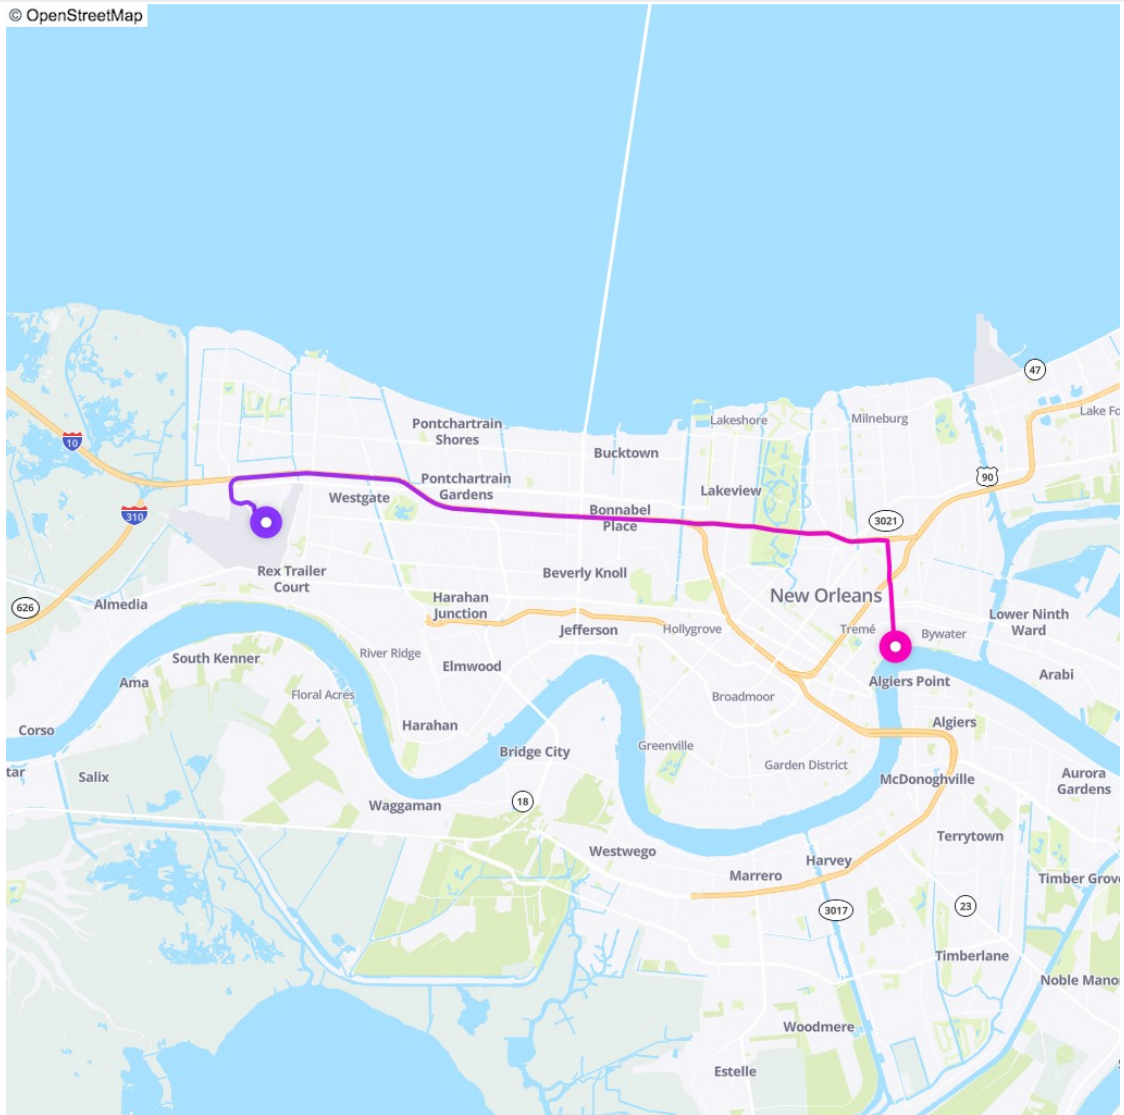 © OpenStreetMap
47
Lake Fo
Lakeshore
Milneburg
Pontchartrain
Shores
10
Bucktown
90
Pontchartrain
Gardens
Westgate
Lakeview
310
Bonnabel
Place
3021
Rex Trailer
Court
Beverly Knoll
New Orleans
626
Almedia
Harahan
Junction
Lower Ninth
Ward
Jefferson
Hollygrove
Tremé
Bywater
South Kenner
River Ridge
Elmwood
Arabi
Ama
Algiers Point
Floral Acres
Broadmoor
Corso
Harahan
Algiers
Bridge City
Greenville
Garden District
tar
Salix
McDonoghville
Aurora
Gardens
Waggaman
18
Terrytown
Westwego
Harvey
Marrero
Timber Grov
3017
23
Timberlane
Noble Mano
Woodmere
Estelle